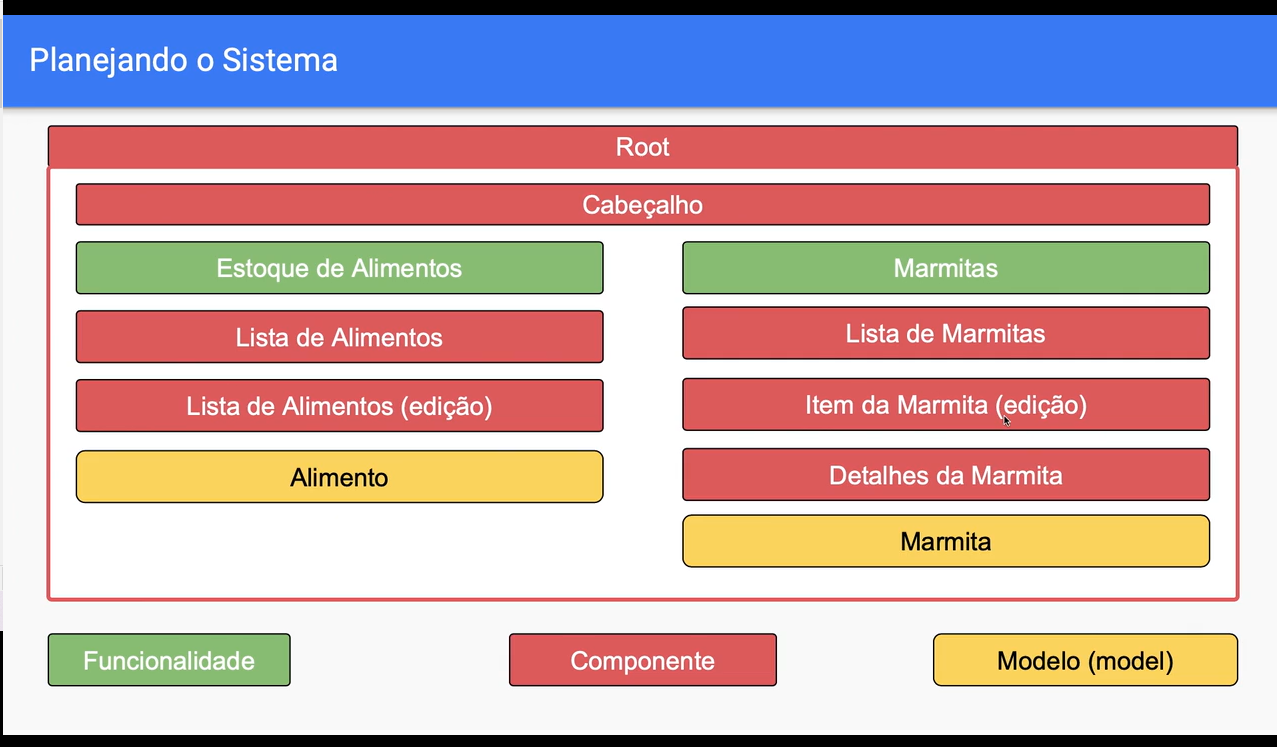 Planejando o Sistema
Root
Cabeçalho
Estoque de Alimentos
Marmitas
Lista de Alimentos
Lista de Marmitas
Lista de Alimentos (edição)
Item da Marmita (edição)
Alimento
Detalhes da Marmita
Marmita
Funcionalidade
Componente
Modelo (model)